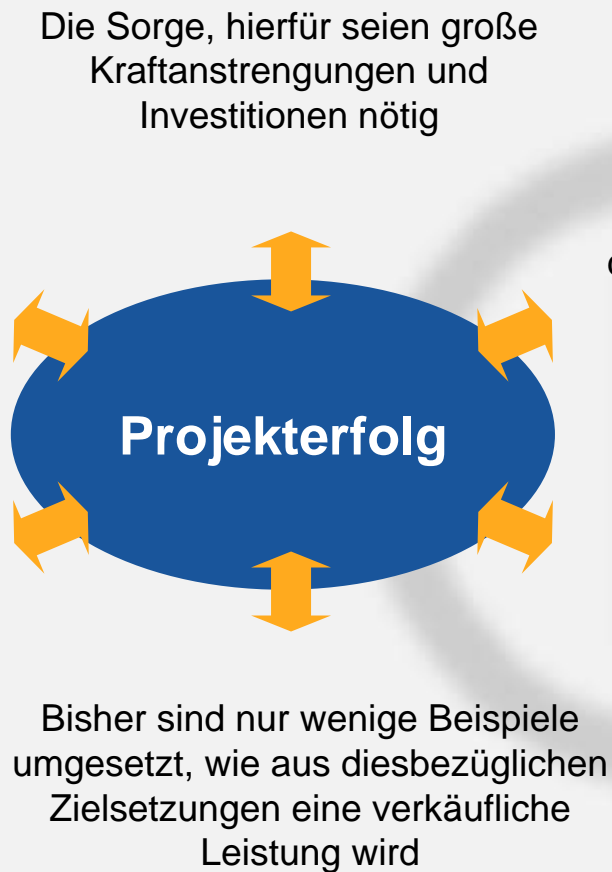 Die Sorge, hierfür seien große
Kraftanstrengungen und
Investitionen nötig
Projekterfolg
Bisher sind nur wenige Beispiele
umgesetzt, wie aus diesbezüglichen
Zielsetzungen eine verkäufliche
Leistung wird